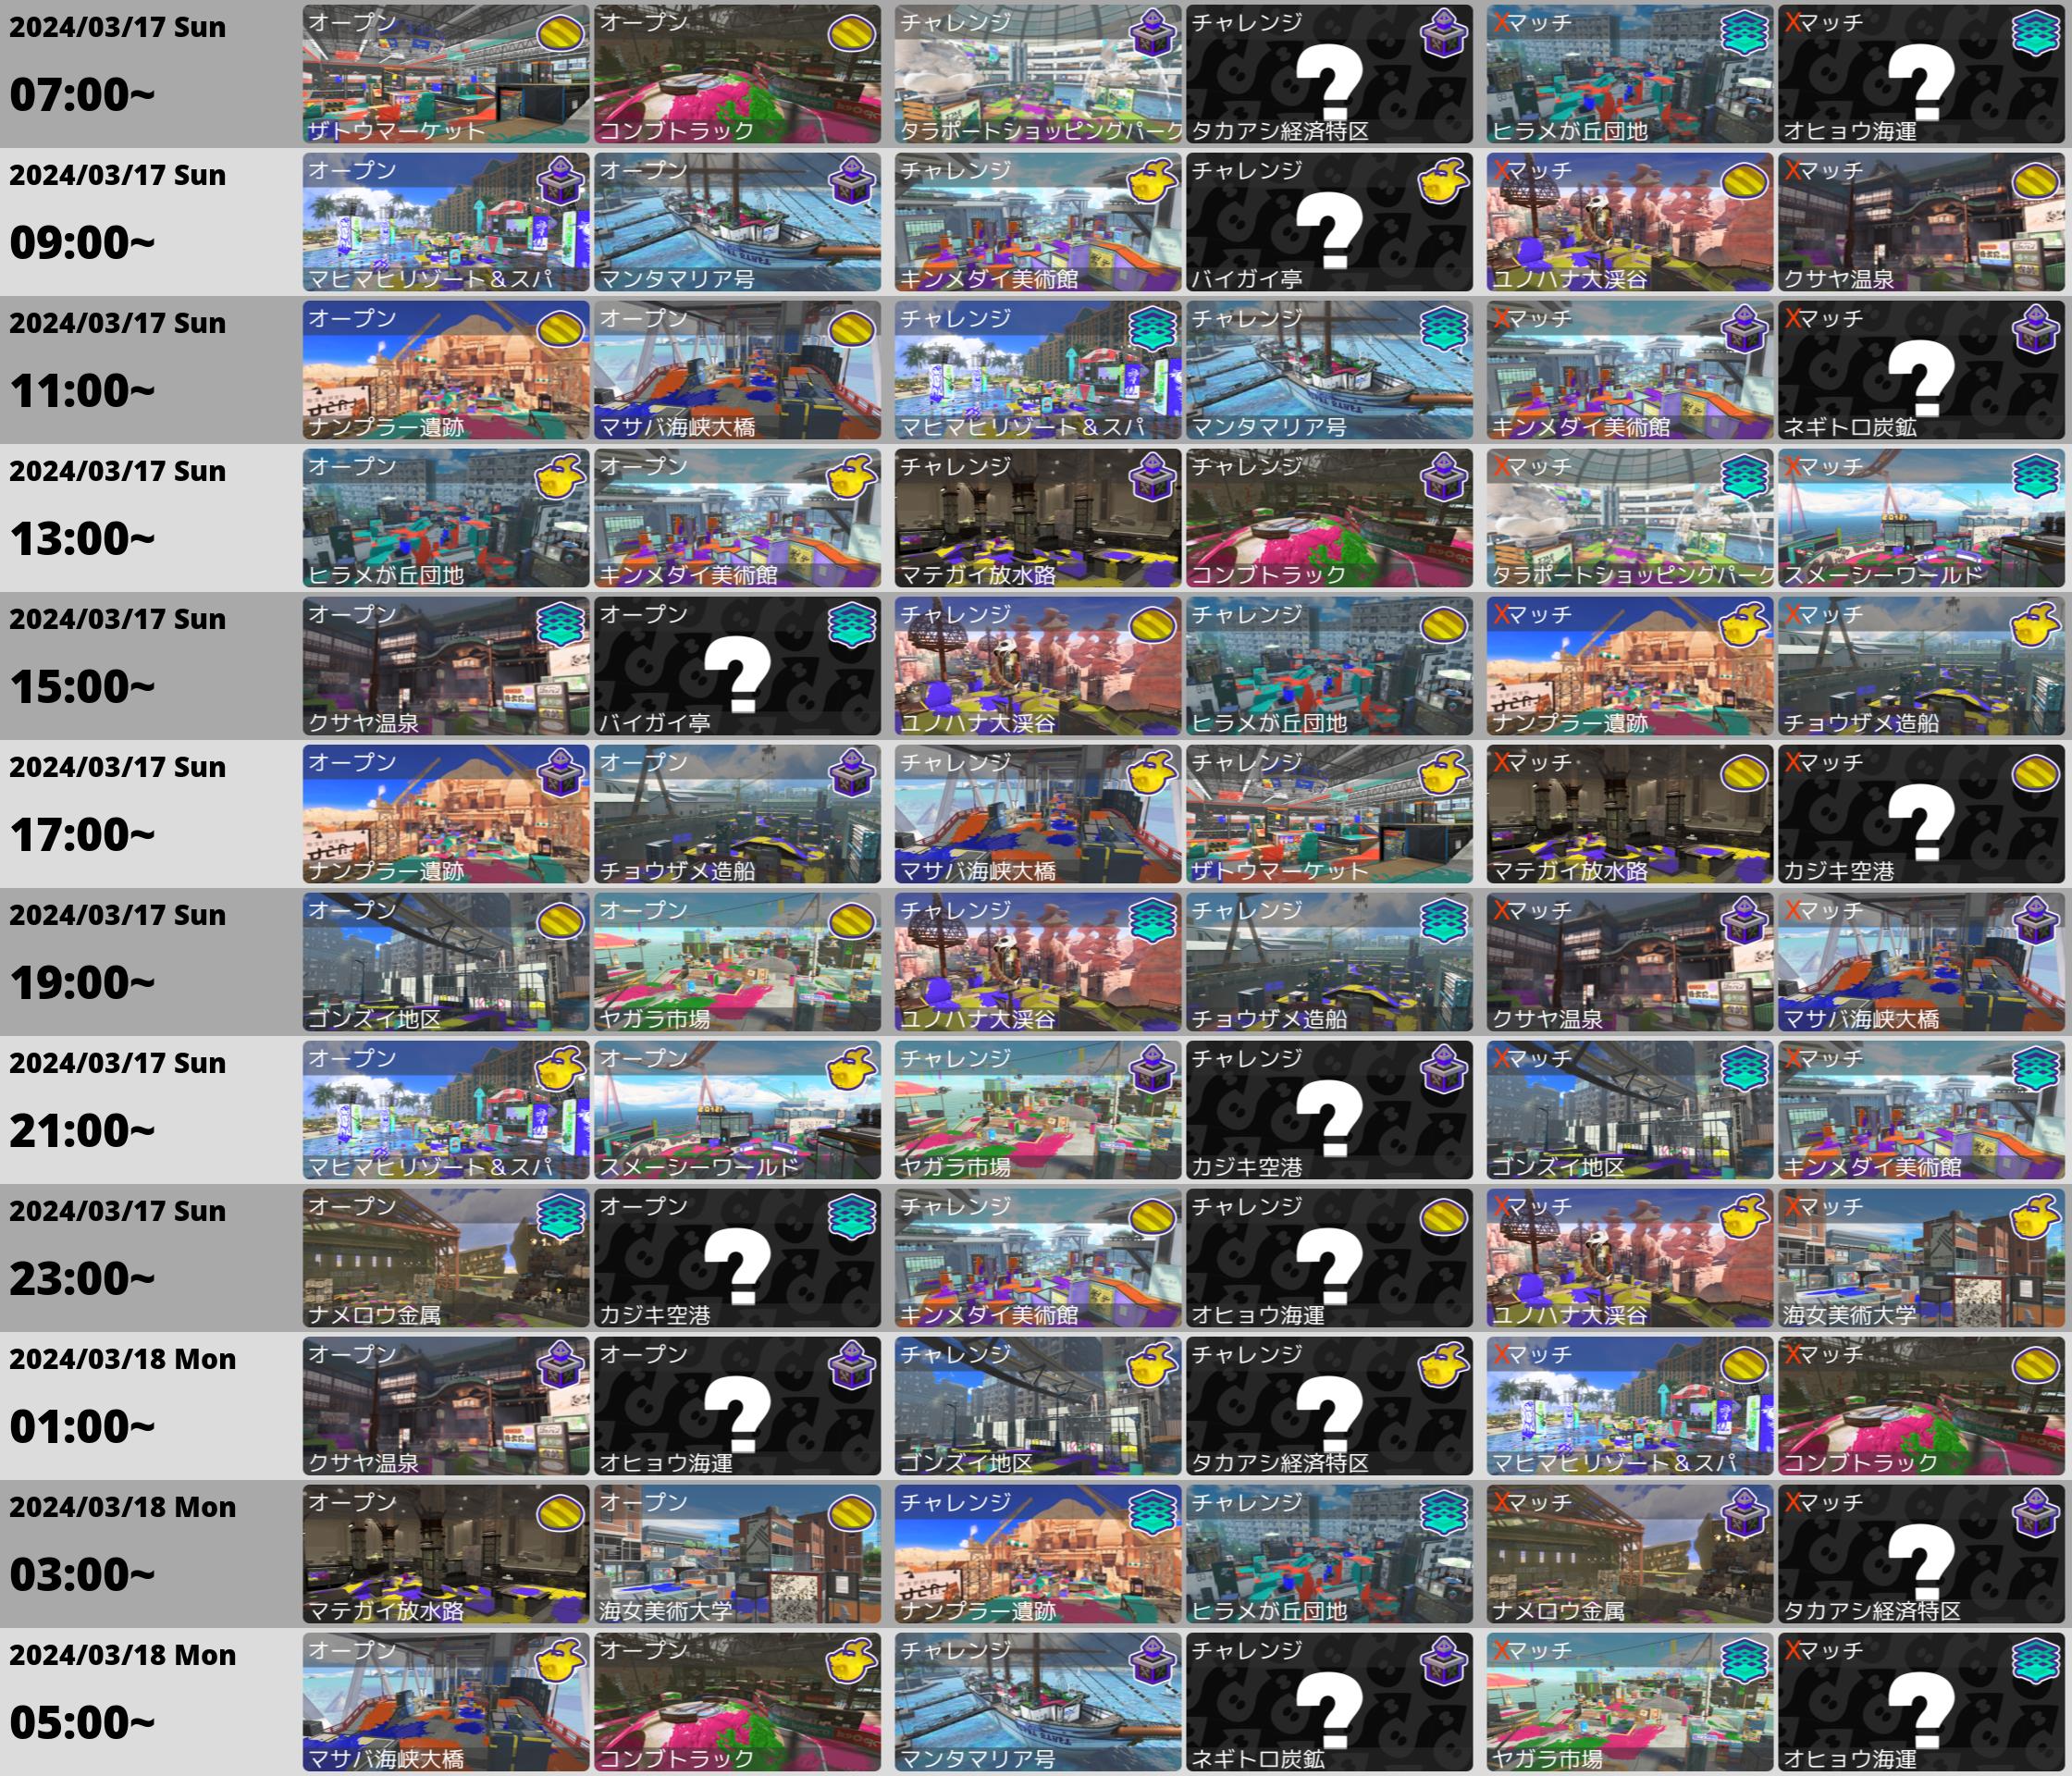 2024/03/17 Sun
07:00~
オープン オープン チャレンジ チャレンジ Xマッチ Xマッチ
ザトウマーケット コンブトラック タラポートショッピングパーク タカアシ経済特区 ヒラメが丘団地 オヒョウ海運
2024/03/17 Sun
09:00~
オープン オープン チャレンジ チャレンジ Xマッチ Xマッチ
マヒマヒリゾート&スパ マンタマリア号 キンメダイ美術館 バイガイ亭 ユノハナ大渓谷 クサヤ温泉
2024/03/17 Sun
11:00~
オープン オープン チャレンジ チャレンジ Xマッチ Xマッチ
ナンプラー遺跡 マサバ海峡大橋 マヒマヒリゾート&スパ マンタマリア号 キンメダイ美術館 ネギトロ炭鉱
2024/03/17 Sun
13:00~
オープン オープン チャレンジ チャレンジ Xマッチ Xマッチ
ヒラメが丘団地 キンメダイ美術館 マテガイ放水路 コンブトラック タラポートショッピングパーク スメーシーワールド
2024/03/17 Sun
15:00~
オープン オープン チャレンジ チャレンジ Xマッチ Xマッチ
クサヤ温泉 バイガイ亭 ユノハナ大渓谷 ヒラメが丘団地 ナンプラー遺跡 チョウザメ造船
2024/03/17 Sun
17:00~
オープン オープン チャレンジ チャレンジ Xマッチ Xマッチ
ナンプラー遺跡 チョウザメ造船 マサバ海峡大橋 ザトウマーケット マテガイ放水路 カジキ空港
2024/03/17 Sun
19:00~
オープン オープン チャレンジ チャレンジ Xマッチ Xマッチ
ゴンズイ地区 ヤガラ市場 ユノハナ大渓谷 チョウザメ造船 クサヤ温泉 マサバ海峡大橋
2024/03/17 Sun
21:00~
オープン オープン チャレンジ チャレンジ Xマッチ Xマッチ
マヒマヒリゾート&スパ スメーシーワールド ヤガラ市場 カジキ空港 ゴンズイ地区 キンメダイ美術館
2024/03/17 Sun
23:00~
オープン オープン チャレンジ チャレンジ Xマッチ Xマッチ
ナメロウ金属 カジキ空港 キンメダイ美術館 オヒョウ海運 ユノハナ大渓谷 海女美術大学
2024/03/18 Mon
01:00~
オープン オープン チャレンジ チャレンジ Xマッチ Xマッチ
クサヤ温泉 オヒョウ海運 ゴンズイ地区 タカアシ経済特区 マヒマヒリゾート&スパ コンブトラック
2024/03/18 Mon
03:00~
オープン オープン チャレンジ チャレンジ Xマッチ Xマッチ
マテガイ放水路 海女美術大学 ナンプラー遺跡 ヒラメが丘団地 ナメロウ金属 タカアシ経済特区
2024/03/18 Mon
05:00~
オープン オープン チャレンジ チャレンジ Xマッチ Xマッチ
マサバ海峡大橋 コンブトラック マンタマリア号 ネギトロ炭鉱 ヤガラ市場 オヒョウ海運